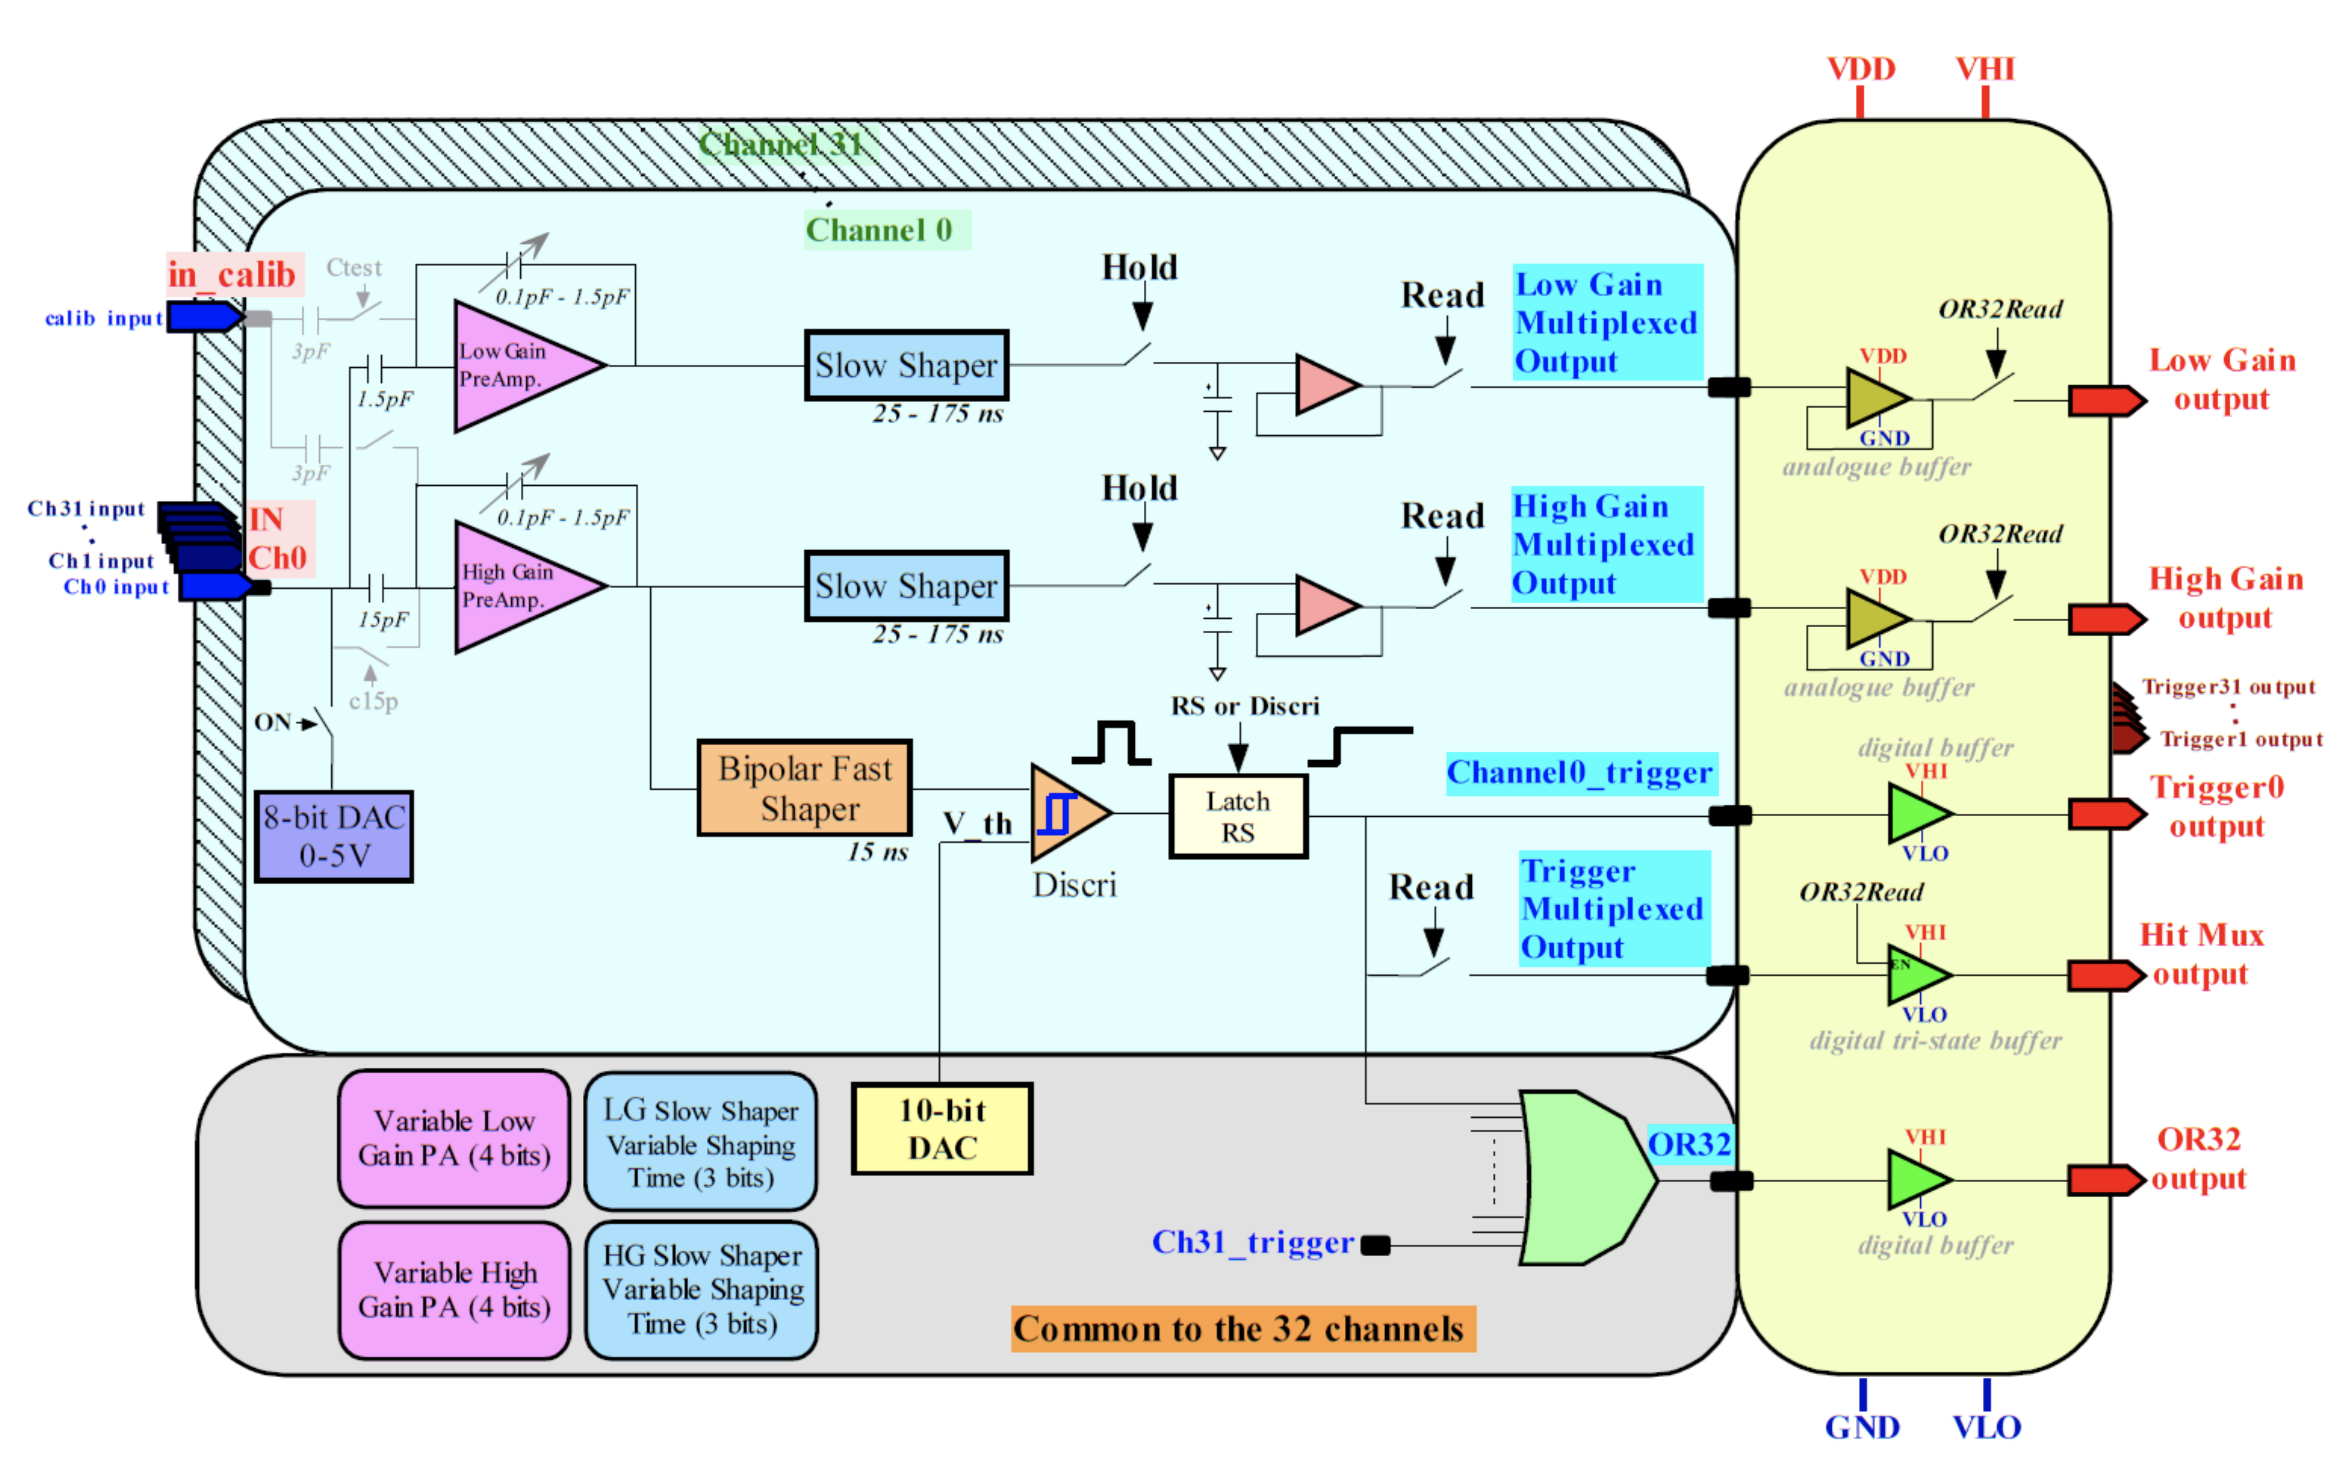 VDD
VHI
Channel 31
Channel 0
in_calib
calib input
Ctest
3pF
0.1pF - 1.5pF
Low Gain
PreAmp.
1.5pF
3pF
Slow Shaper
25 - 175 ns
Hold
Read
Low Gain
Multiplexed
Output
OR32Read
VDD
GND
analogue buffer
Low Gain
output
Ch31 input
Ch1 input
Ch0 input
IN
Ch0
0.1pF - 1.5pF
High Gain
PreAmp.
15pF
c15p
Slow Shaper
25 - 175 ns
Hold
Read
High Gain
Multiplexed
Output
OR32Read
VDD
GND
analogue buffer
High Gain
output
Trigger31 output
Trigger1 output
ON
8-bit DAC
0-5V
Bipolar Fast
Shaper
15 ns
V_th
Discri
RS or Discri
Latch
RS
Channel0_trigger
digital buffer
VHI
VLO
Trigger0
output
Read
Trigger
Multiplexed
Output
OR32Read
VHI
EN
VLO
digital tri-state buffer
Hit Mux
output
Variable Low
Gain PA (4 bits)
LG Slow Shaper
Variable Shaping
Time (3 bits)
10-bit
DAC
Variable High
Gain PA (4 bits)
HG Slow Shaper
Variable Shaping
Time (3 bits)
OR32
Ch31_trigger
Common to the 32 channels
VHI
VLO
digital buffer
OR32
output
GND
VLO